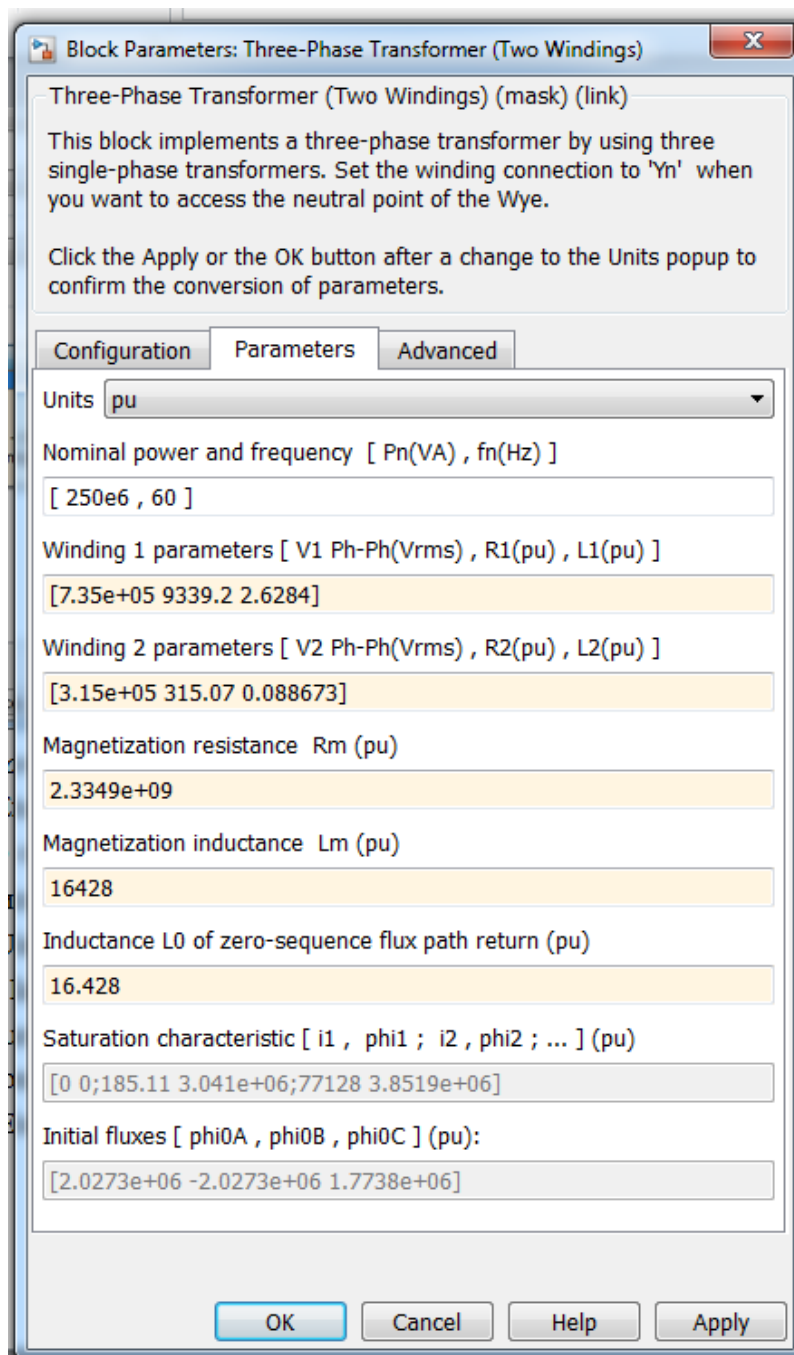 Block Parameters: Three-Phase Transformer (Two Windings)
Three-Phase Transformer (Two Windings) (mask) (link)
This block implements a three-phase transformer by using three
single-phase transformers. Set the winding connection to 'Yn' when
you want to access the neutral point of the Wye.
Click the Apply or the OK button after a change to the Units popup to
confirm the conversion of parameters.
Configuration Parameters Advanced
Units pu
Nominal power and frequency [ Pn(VA) , fn(Hz) ]
[ 250e6 , 60 ]
Winding 1 parameters [ V1 Ph-Ph(Vrms) , R1(pu) , L1(pu) ]
[7.35e+05 9339.2 2.6284]
Winding 2 parameters [ V2 Ph-Ph(Vrms) , R2(pu) , L2(pu) ]
[3.15e+05 315.07 0.088673]
Magnetization resistance Rm (pu)
2.3349e+09
Magnetization inductance Lm (pu)
16428
Inductance L0 of zero-sequence flux path return (pu)
16.428
Saturation characteristic [ i1 , phi1 ; i2 , phi2 ; ... ] (pu)
[0 0;185.11 3.041e+06;77128 3.8519e+06]
Initial fluxes [ phi0A , phi0B , phi0C ] (pu):
[2.0273e+06 -2.0273e+06 1.7738e+06]
OK Cancel Help Apply